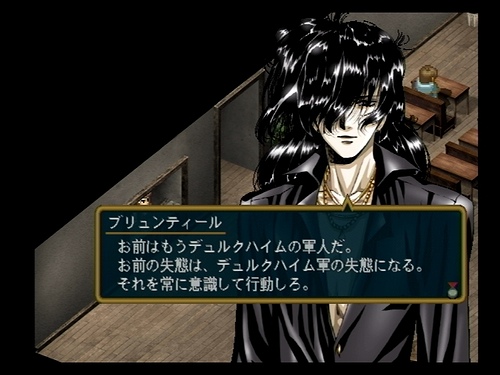 ブリュンティール
お前はもうデュルクハイムの軍人だ。
お前の失態は、デュルクハイム軍の失態になる。
それを常に意識して行動しろ。